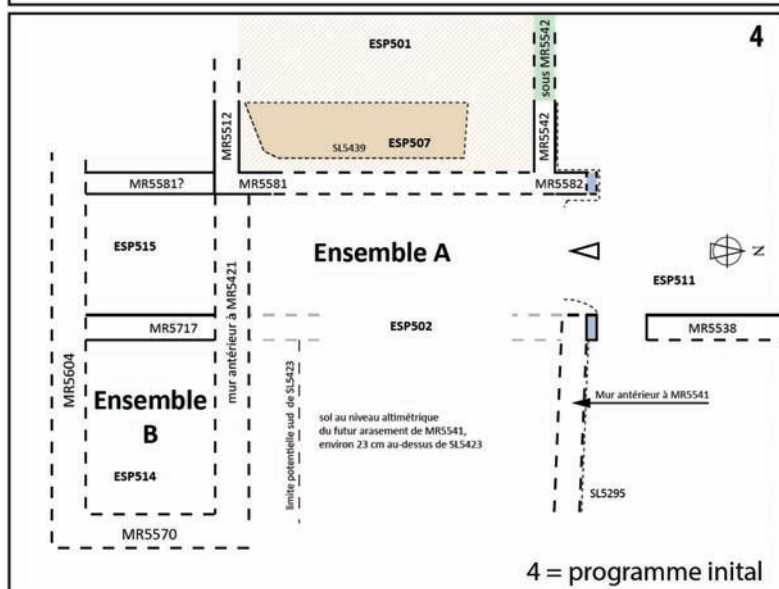 4
ESP501
sous MR5542
MR5512
MR5542
SL5439
ESP507
MR5581?
MR5581
MR5582
ESP515
Ensemble A
N
ESP511
mur antérieur à MR5421
MR5717
ESP502
MR5538
MR5604
Ensemble
B
limite potentielle sud de SL5423
sol au niveau altimétrique
du futur arasement de MR5541,
environ 23 cm au-dessus de SL5423
Mur antérieur à MR5541
ESP514
SL5295
MR5570
4 = programme inital